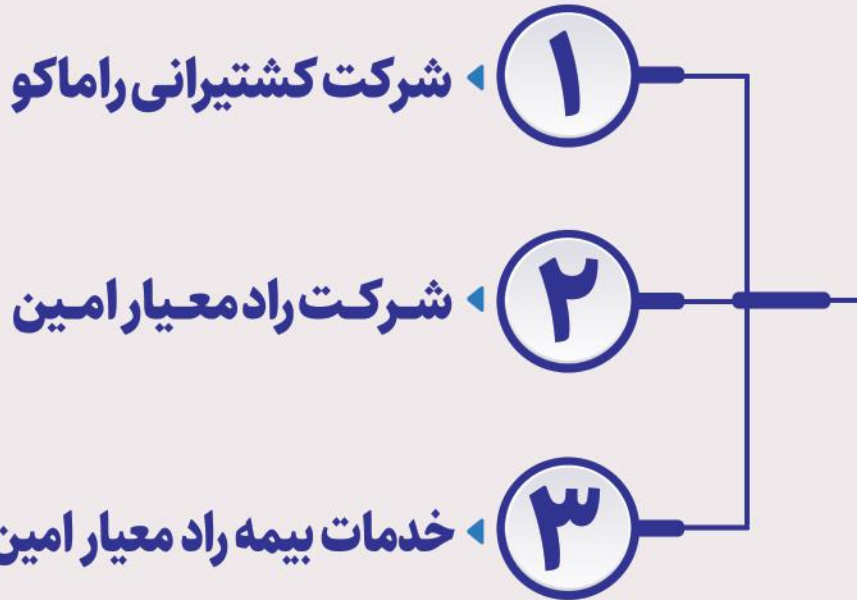 ۱ شرکت کشتیرانی راماکو
۲ شرکت راد معیار امین
۳ خدمات بیمه راد معیار امین